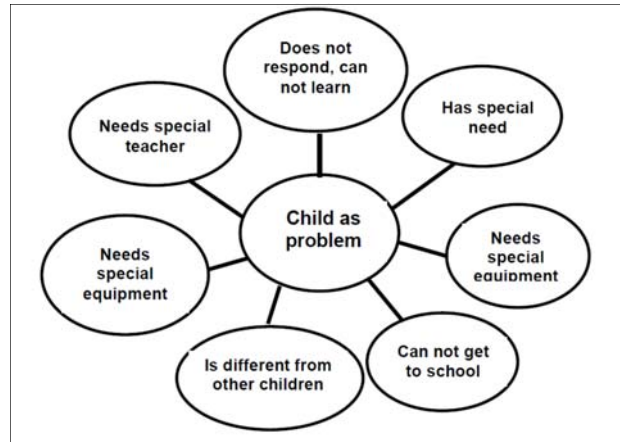 Does not
respond, can
not learn
Has special
need
Needs special
teacher
Child as
problem
Needs
special
equipment
Needs
special
equipment
Is different from
other children
Can not get
to school